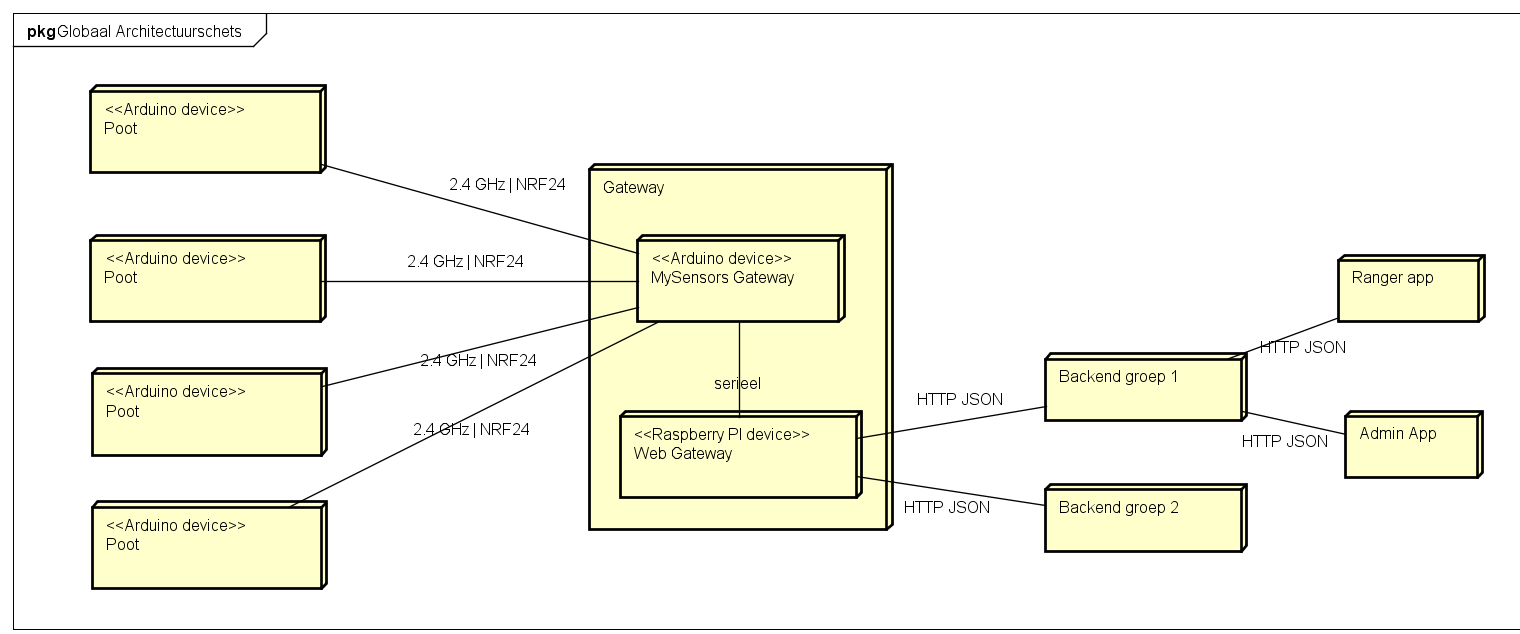 pkgGlobaal Architectuurschets
<<Arduino device>>
Poot
2.4 GHz | NRF24
Gateway
<<Arduino device>>
Poot
2.4 GHz | NRF24
<<Arduino device>>
MySensors Gateway
Ranger app
HTTP JSON
<<Arduino device>>
Poot
2.4 GHz | NRF24
serieel
Backend groep 1
HTTP JSON
Admin App
HTTP JSON
2.4 GHz | NRF24
<<Raspberry PI device>>
Web Gateway
HTTP JSON
Backend groep 2
<<Arduino device>>
Poot